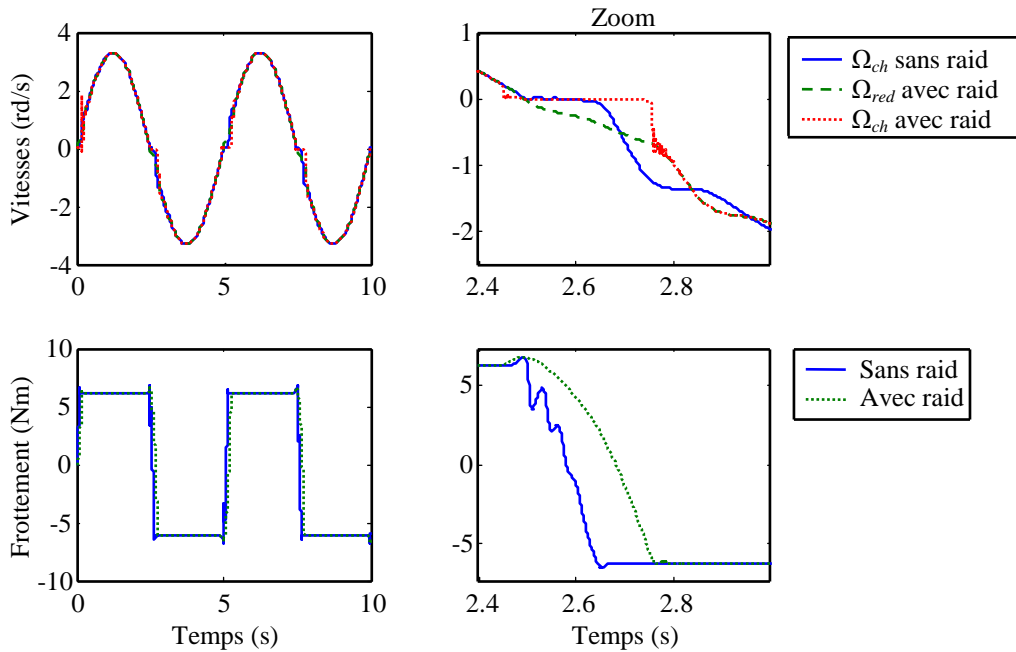 Zoom
4
2
0
-2
-4
0
5
10
Vitesses (rd/s)
1
0
-1
-2
2.4
2.6
2.8
Ωch sans raid
Ωred avec raid
Ωch avec raid
10
5
0
-5
-10
0
5
10
Frottement (Nm)
Temps (s)
5
0
-5
2.4
2.6
2.8
Temps (s)
Sans raid
Avec raid